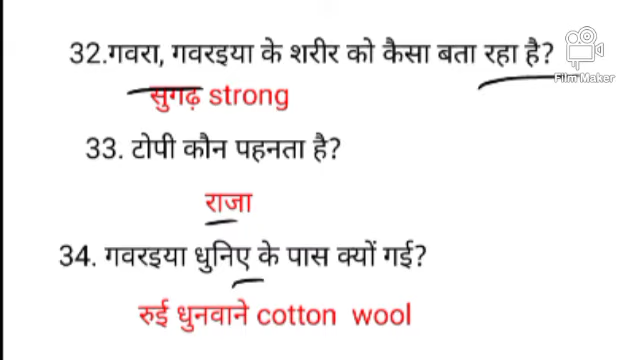 32.गवरा, गवरइया के शरीर को कैसा बता रहा है?
Film Maker
सुगढ़ strong
33. टोपी कौन पहनता है?
राजा
34. गवरइया धुनिए के पास क्यों गई?
रुई धुनवाने cotton wool